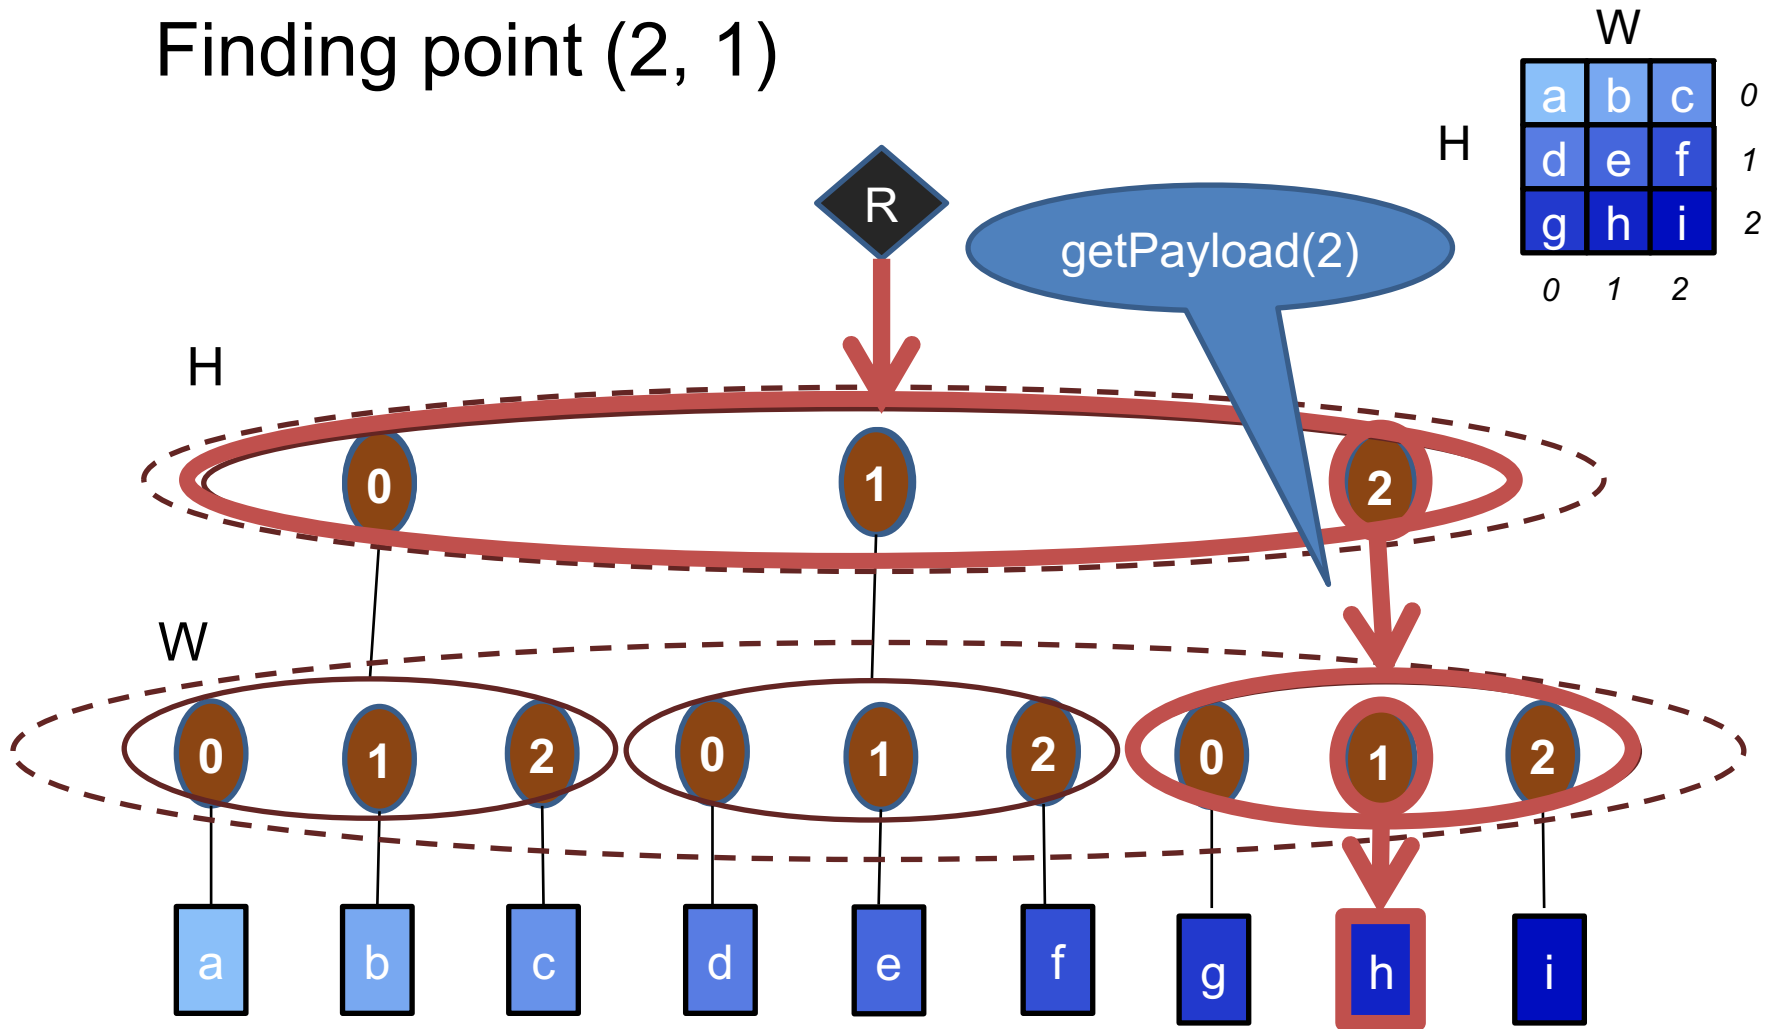 Finding point (2, 1)
W
a b c 0
H
d e f 1
g h i 2
0 1 2
R
getPayload(2)
H
0 1 2
W
0 1 2 0 1 2 0 1 2
a b c d e f g h i